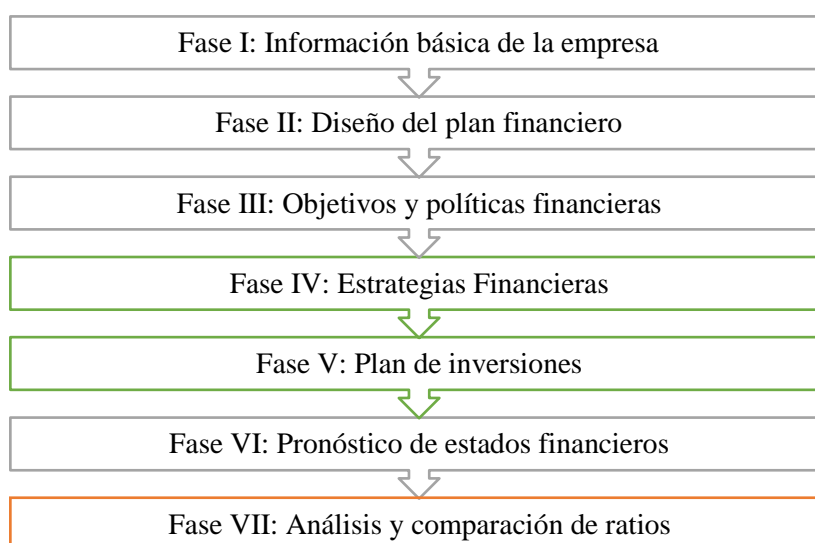 Fase I: Información básica de la empresa
Fase II: Diseño del plan financiero
Fase III: Objetivos y políticas financieras
Fase IV: Estrategias Financieras
Fase V: Plan de inversiones
Fase VI: Pronóstico de estados financieros
Fase VII: Análisis y comparación de ratios